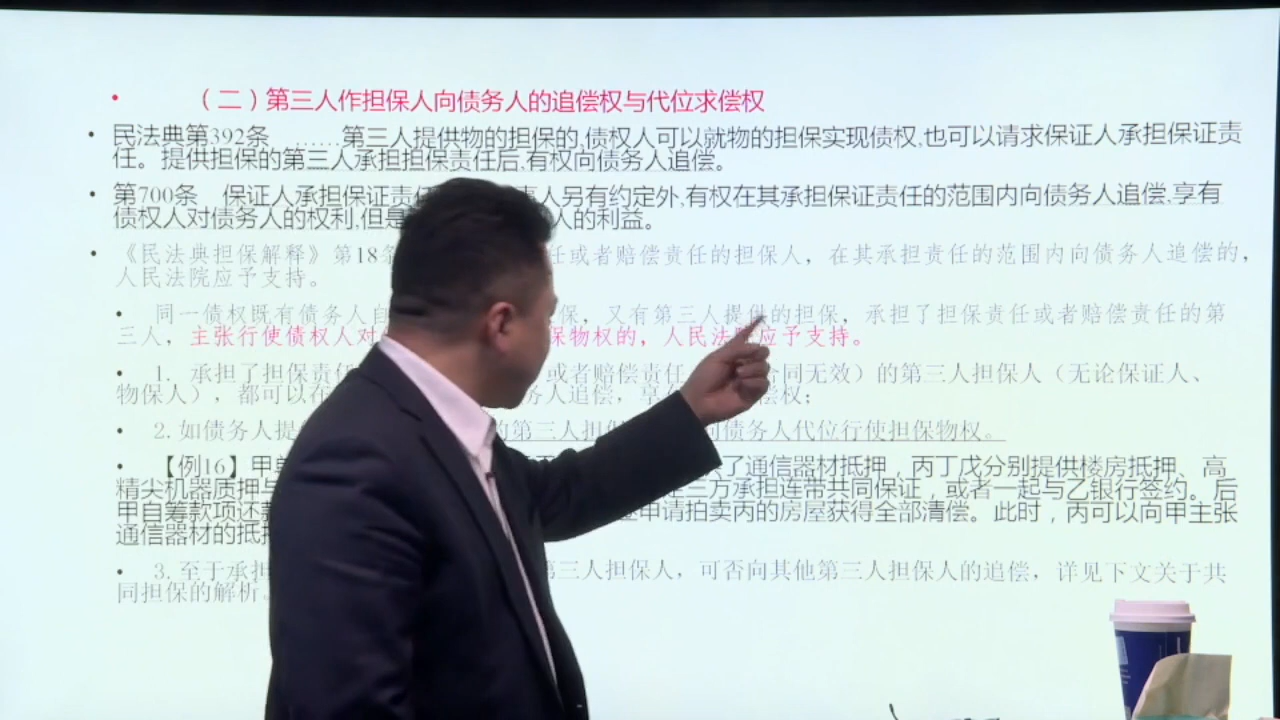 • （二）第三人作担保人向债务人的追偿权与代位求偿权
• 民法典第392条 ……第三人提供物的担保的,债权人可以就物的担保实现债权,也可以请求保证人承担保证责
任。提供担保的第三人承担担保责任后,有权向债务人追偿。
• 第700条 保证人承担保证责任 事人另有约定外,有权在其承担保证责任的范围内向债务人追偿,享有
债权人对债务人的权利,但是 人的利益。
• 《民法典担保解释》第18条 任或者赔偿责任的担保人，在其承担责任的范围内向债务人追偿的，
人民法院应予支持。
• 同一债权既有债务人自 保，又有第三人提供的担保，承担了担保责任或者赔偿责任的第
三人，主张行使债权人对 保物权的，人民法院应予支持。
• 1. 承担了担保责任 或者赔偿责任 合同无效）的第三人担保人（无论保证人、
物保人），都可以在 务人追偿，享 偿权；
• 2.如债务人提 的第三人担 向债务人代位行使担保物权。
• 【例16】甲 了通信器材抵押，丙丁戊分别提供楼房抵押、高
精尖机器质押与 三方承担连带共同保证，或者一起与乙银行签约。后
甲自筹款项还 申请拍卖丙的房屋获得全部清偿。此时，丙可以向甲主张
通信器材的抵押
• 3.至于承担 第三人担保人，可否向其他第三人担保人的追偿，详见下文关于共
同担保的解析。